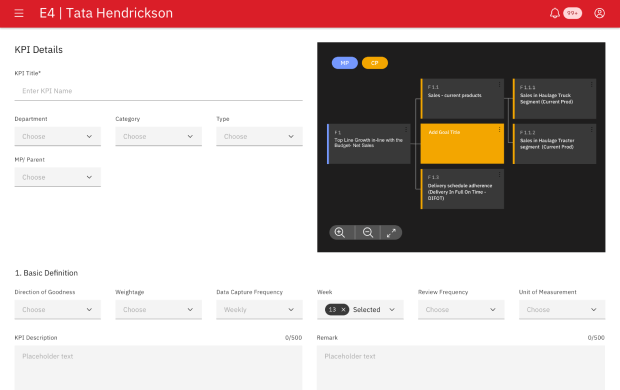 E4 | Tata Hendrickson
99+
KPI Details
KPI Title*
Enter KPI Name
Department
Category
Type
Choose
Choose
Choose
MP/ Parent
Choose
MP
CP
F 1.1
Sales - current products
F 1.1.1
Sales in Haulage Truck
Segment (Current Prod)
F 1
Top Line Growth in-line with the
Budget- Net Sales
Add Goal Title
F 1.1.2
Sales in Haulage Tractor
segment (Current Prod)
F 1.3
Delivery schedule adherence
(Delivery In Full On Time -
DIFOT)
1. Basic Definition
Direction of Goodness
Weightage
Data Capture Frequency
Week
Review Frequency
Unit of Measurement
Choose
Choose
Weekly
13 × Selected
Choose
Choose
KPI Description
0/500
Remark
0/500
Placeholder text
Placeholder text